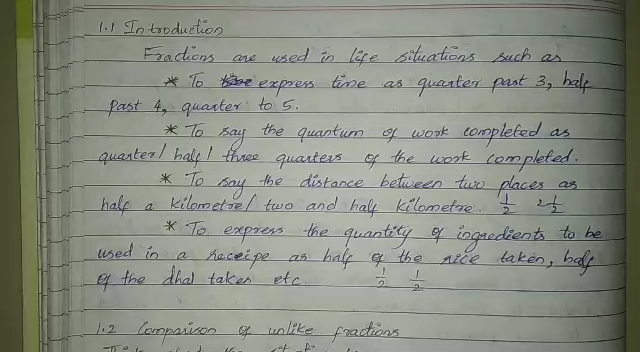 1.1 Introduction
Fractions are used in life situations such as
* To express time as quarter past 3, half
past 4, quarter to 5.
* To say the quantum of work completed as
quarter/ half/ three quarters of the work completed.
* To say the distance between two places as
half a kilometre/ two and half kilometre. 1/2 2 1/2
* To express the quantity of ingredients to be
used in a receipe as half of the rice taken, half
of the dhal taken etc. 1/2 1/2
1.2 Comparison of unlike fractions